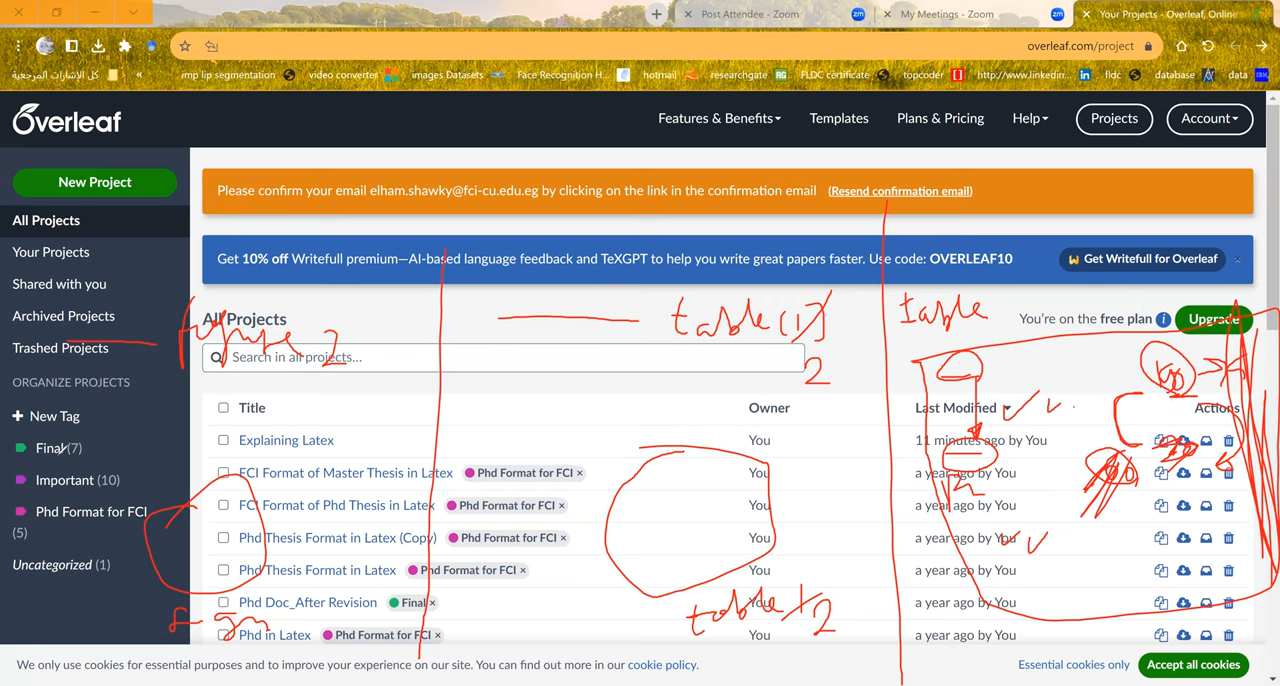 Post Attendee - Zoom
My Meetings - Zoom
Your Projects - Overleaf, Online
overleaf.com/project
كل الإشارات المرجعية
« imp lip segmentation video converter images Datasets Face Recognition H... hotmail researchgate FLDC certificate topcoder http://www.linkedin... fldc database data
Overleaf
Features & Benefits Templates Plans & Pricing Help Projects Account
New Project
All Projects
Your Projects
Shared with you
Archived Projects
Trashed Projects
ORGANIZE PROJECTS
+ New Tag
Final (7)
Important (10)
Phd Format for FCI
(5)
Uncategorized (1)
Please confirm your email elham.shawky@fci-cu.edu.eg by clicking on the link in the confirmation email (Resend confirmation email)
Get 10% off Writefull premium—AI-based language feedback and TeXGPT to help you write great papers faster. Use code: OVERLEAF10 Get Writefull for Overleaf ×
All Projects
You're on the free plan Upgrade
Search in all projects...
figure 2
table (1)
2
table
Title Owner Last Modified Actions
Explaining Latex You 11 minutes ago by You
FCI Format of Master Thesis in Latex Phd Format for FCI × You a year ago by You
FCI Format of Phd Thesis in Latex Phd Format for FCI × You a year ago by You
Phd Thesis Format in Latex (Copy) Phd Format for FCI × You a year ago by You
Phd Thesis Format in Latex Phd Format for FCI × You a year ago by You
Phd Doc_After Revision Final × You a year ago by You
Phd in Latex Phd Format for FCI × You a year ago by You
table 1 2
We only use cookies for essential purposes and to improve your experience on our site. You can find out more in our cookie policy.
Essential cookies only Accept all cookies